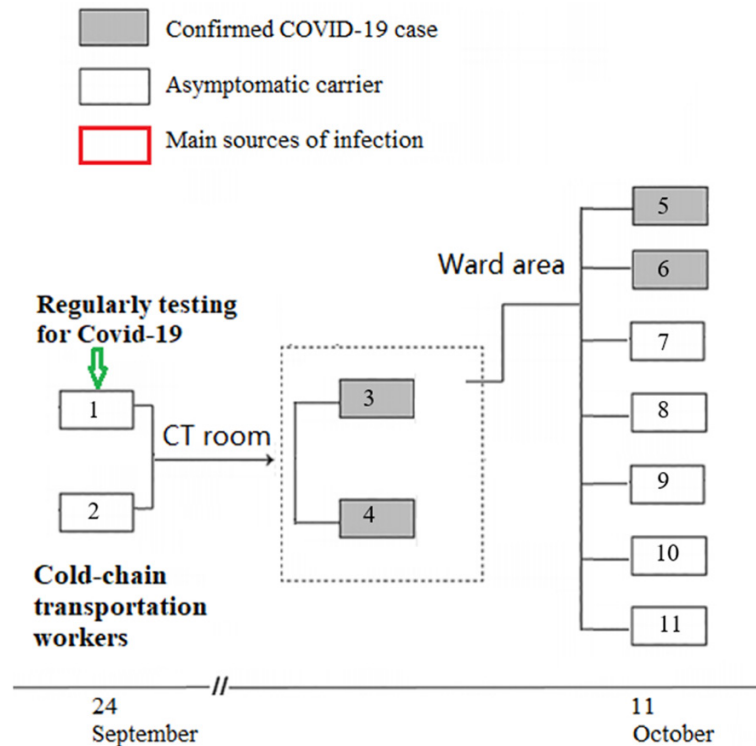 Confirmed COVID-19 case
Asymptomatic carrier
Main sources of infection
5
Ward area
6
Regularly testing
for Covid-19
7
1
3
8
CT room
9
2
4
10
Cold-chain
transportation
workers
11
//
24
September
11
October